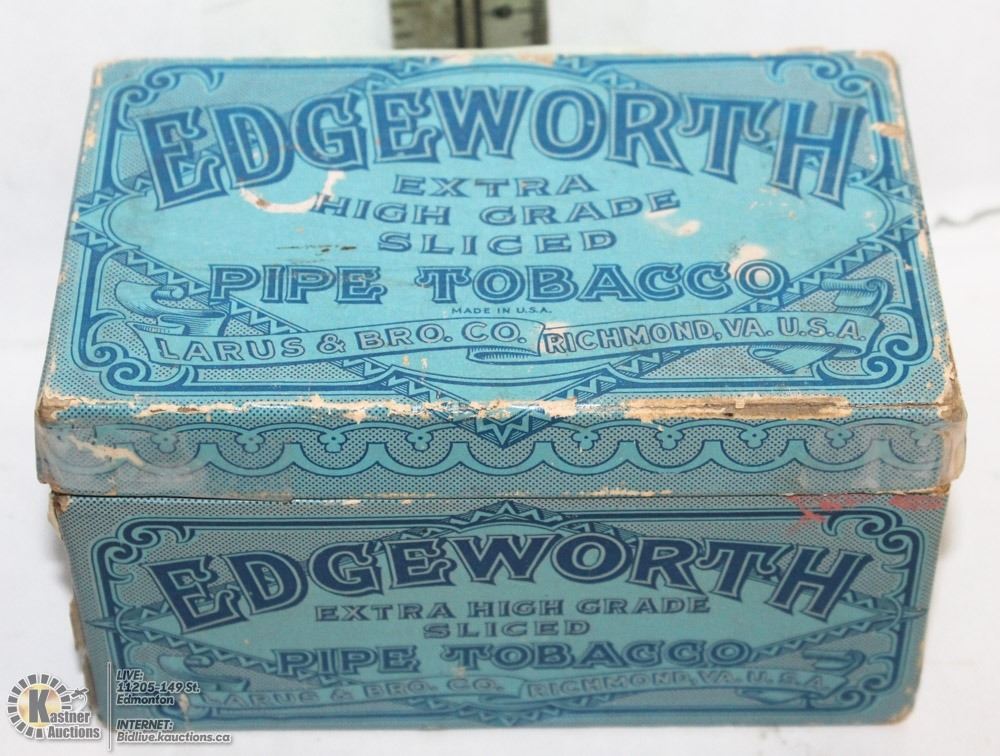 EDGEWORTH
EXTRA
HIGH GRADE
SLICED
PIPE TOBACCO
MADE IN U.S.A.
LARUS & BRO. CO. RICHMOND, VA. U.S.A.
EDGEWORTH
EXTRA HIGH GRADE
SLICED
PIPE TOBACCO
LARUS & BRO. CO. RICHMOND, VA. U.S.A.
Kastner
Auctions
LIVE:
11205-149 St.
Edmonton
INTERNET:
Bidlive.kauctions.ca